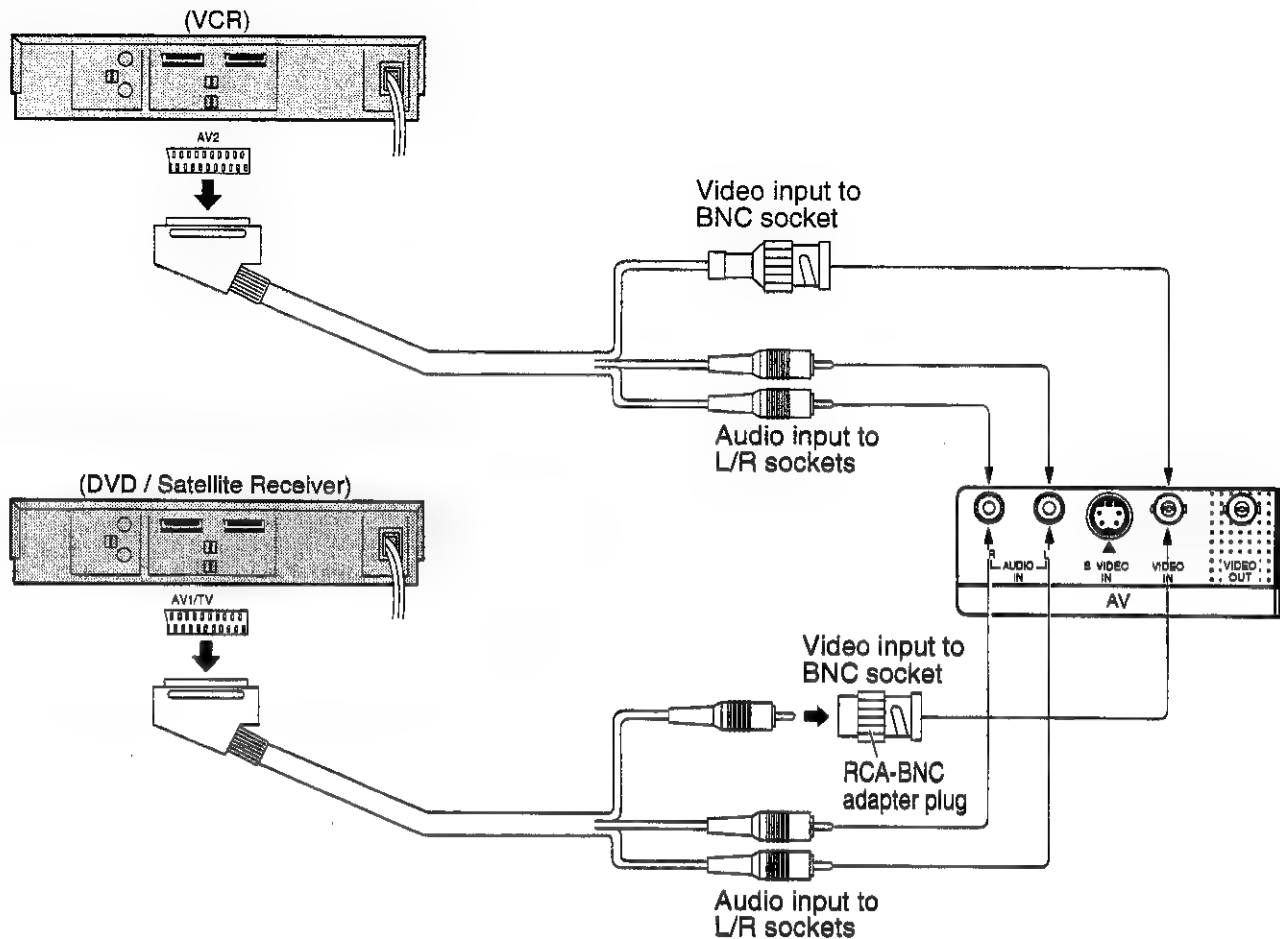 (VCR)
AV2
Video input to
BNC socket
Audio input to
L/R sockets
(DVD / Satellite Receiver)
AV1/TV
R
AUDIO
IN
L
S VIDEO
IN
VIDEO
IN
VIDEO
OUT
AV
Video input to
BNC socket
RCA-BNC
adapter plug
Audio input to
L/R sockets